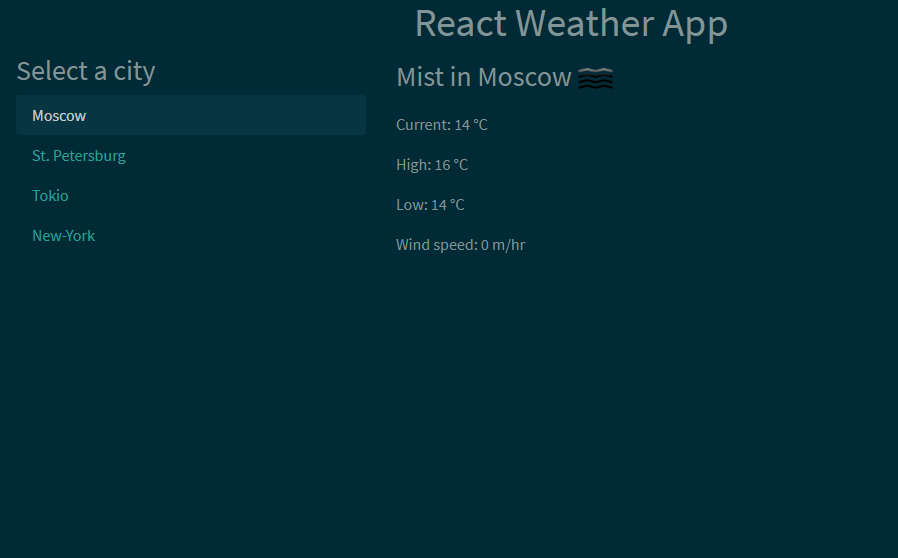 React Weather App
Select a city
Moscow
St. Petersburg
Tokio
New-York
Mist in Moscow
Current: 14 °C
High: 16 °C
Low: 14 °C
Wind speed: 0 m/hr